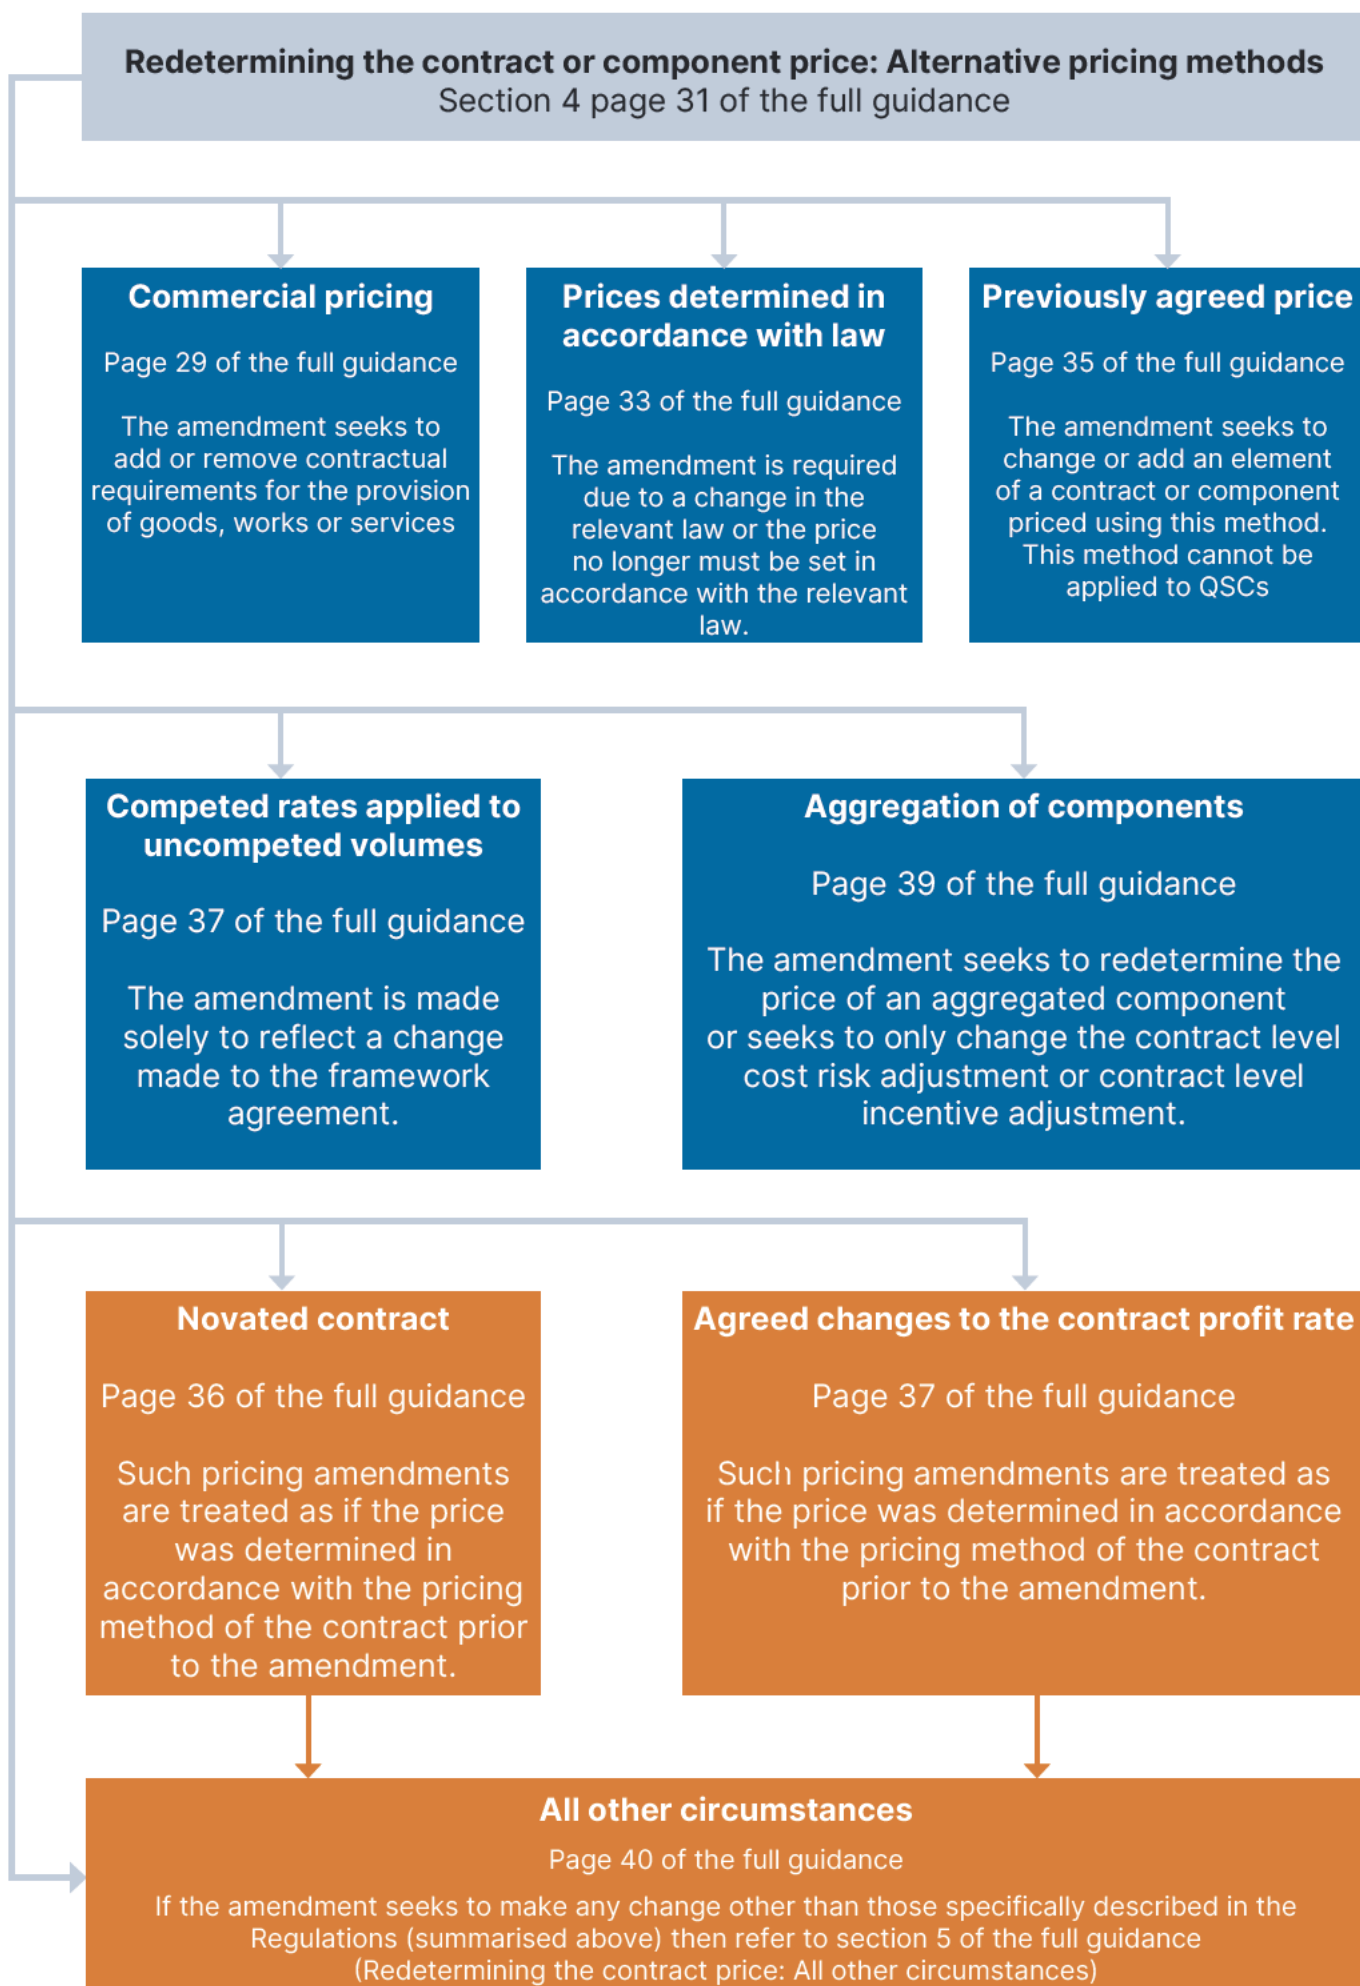 Redetermining the contract or component price: Alternative pricing methods
Section 4 page 31 of the full guidance
Commercial pricing
Page 29 of the full guidance
The amendment seeks to
add or remove contractual
requirements for the provision
of goods, works or services
Prices determined in
accordance with law
Page 33 of the full guidance
The amendment is required
due to a change in the
relevant law or the price
no longer must be set in
accordance with the relevant
law.
Previously agreed price
Page 35 of the full guidance
The amendment seeks to
change or add an element
of a contract or component
priced using this method.
This method cannot be
applied to QSCs
Competed rates applied to
uncompeted volumes
Page 37 of the full guidance
The amendment is made
solely to reflect a change
made to the framework
agreement.
Aggregation of components
Page 39 of the full guidance
The amendment seeks to redetermine the
price of an aggregated component
or seeks to only change the contract level
cost risk adjustment or contract level
incentive adjustment.
Novated contract
Page 36 of the full guidance
Such pricing amendments
are treated as if the price
was determined in
accordance with the pricing
method of the contract prior
to the amendment.
Agreed changes to the contract profit rate
Page 37 of the full guidance
Such pricing amendments are treated as
if the price was determined in accordance
with the pricing method of the contract
prior to the amendment.
All other circumstances
Page 40 of the full guidance
If the amendment seeks to make any change other than those specifically described in the
Regulations (summarised above) then refer to section 5 of the full guidance
(Redetermining the contract price: All other circumstances)